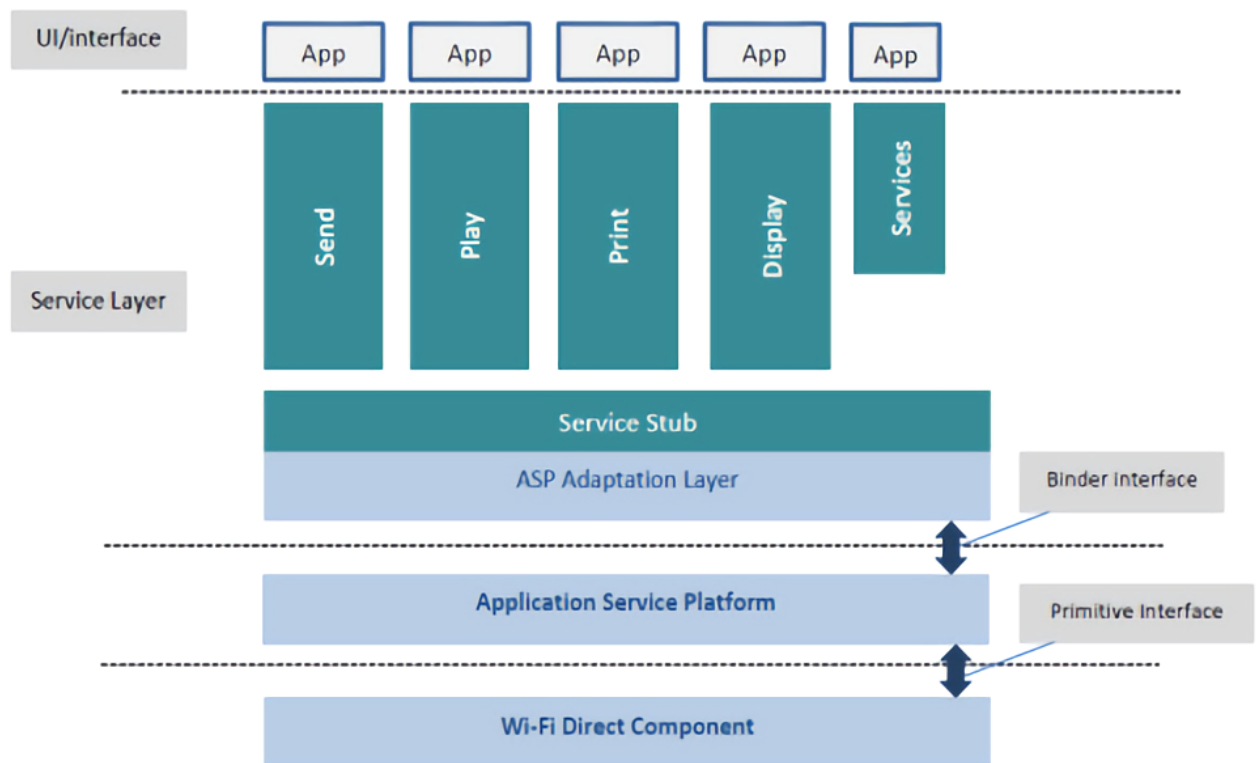 UI/interface
App
App
App
App
App
Send
Play
Print
Display
Services
Service Layer
Service Stub
ASP Adaptation Layer
Binder Interface
Application Service Platform
Primitive Interface
Wi-Fi Direct Component